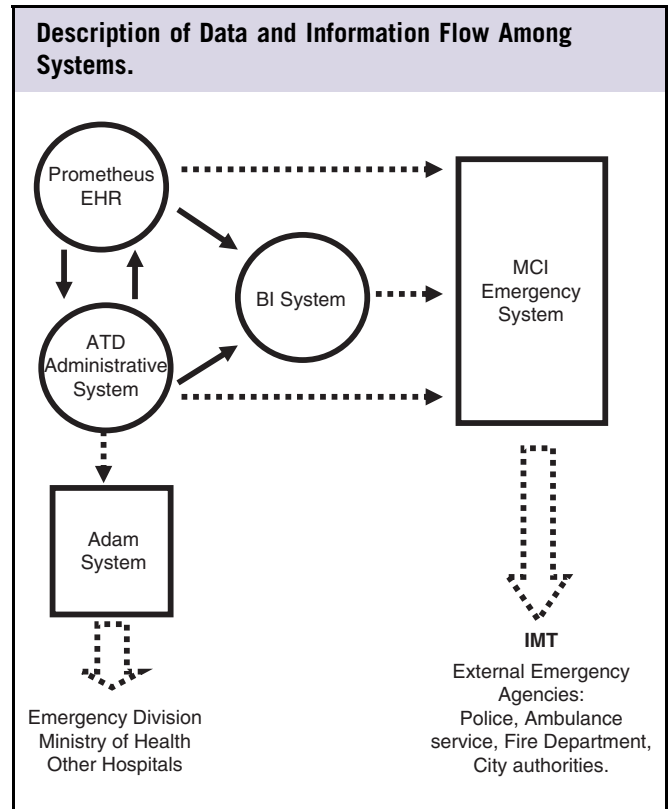 Description of Data and Information Flow Among
Systems.
Prometheus
EHR
BI System
MCI
Emergency
System
ATD
Administrative
System
Adam
System
Emergency Division
Ministry of Health
Other Hospitals
IMT
External Emergency
Agencies:
Police, Ambulance
service, Fire Department,
City authorities.